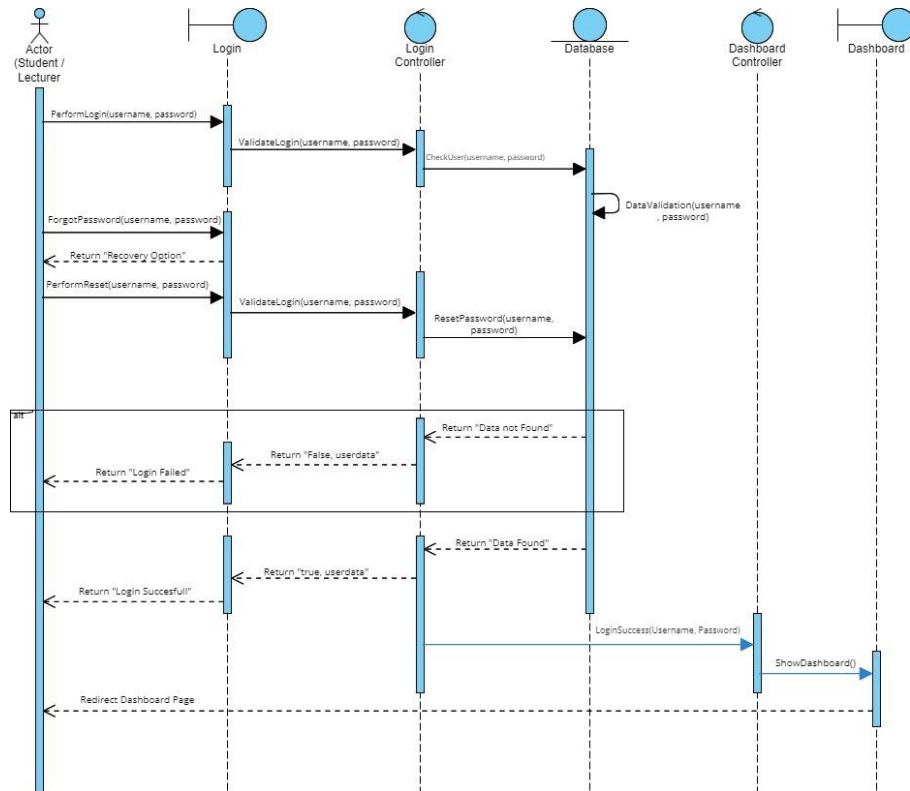 Actor
(Student /
Lecturer
Login
Login
Controller
Database
Dashboard
Controller
Dashboard
PerformLogin(username, password)
ValidateLogin(username, password)
CheckUser(username, password)
DataValidation(username
, password)
ForgotPassword(username, password)
Return "Recovery Option"
PerformReset(username, password)
ValidateLogin(username, password)
ResetPassword(username,
password)
alt
Return "Data not Found"
Return "False, userdata"
Return "Login Failed"
Return "Data Found"
Return "true, userdata"
Return "Login Succesfull"
LoginSuccess(Username, Password)
ShowDashboard()
Redirect Dashboard Page